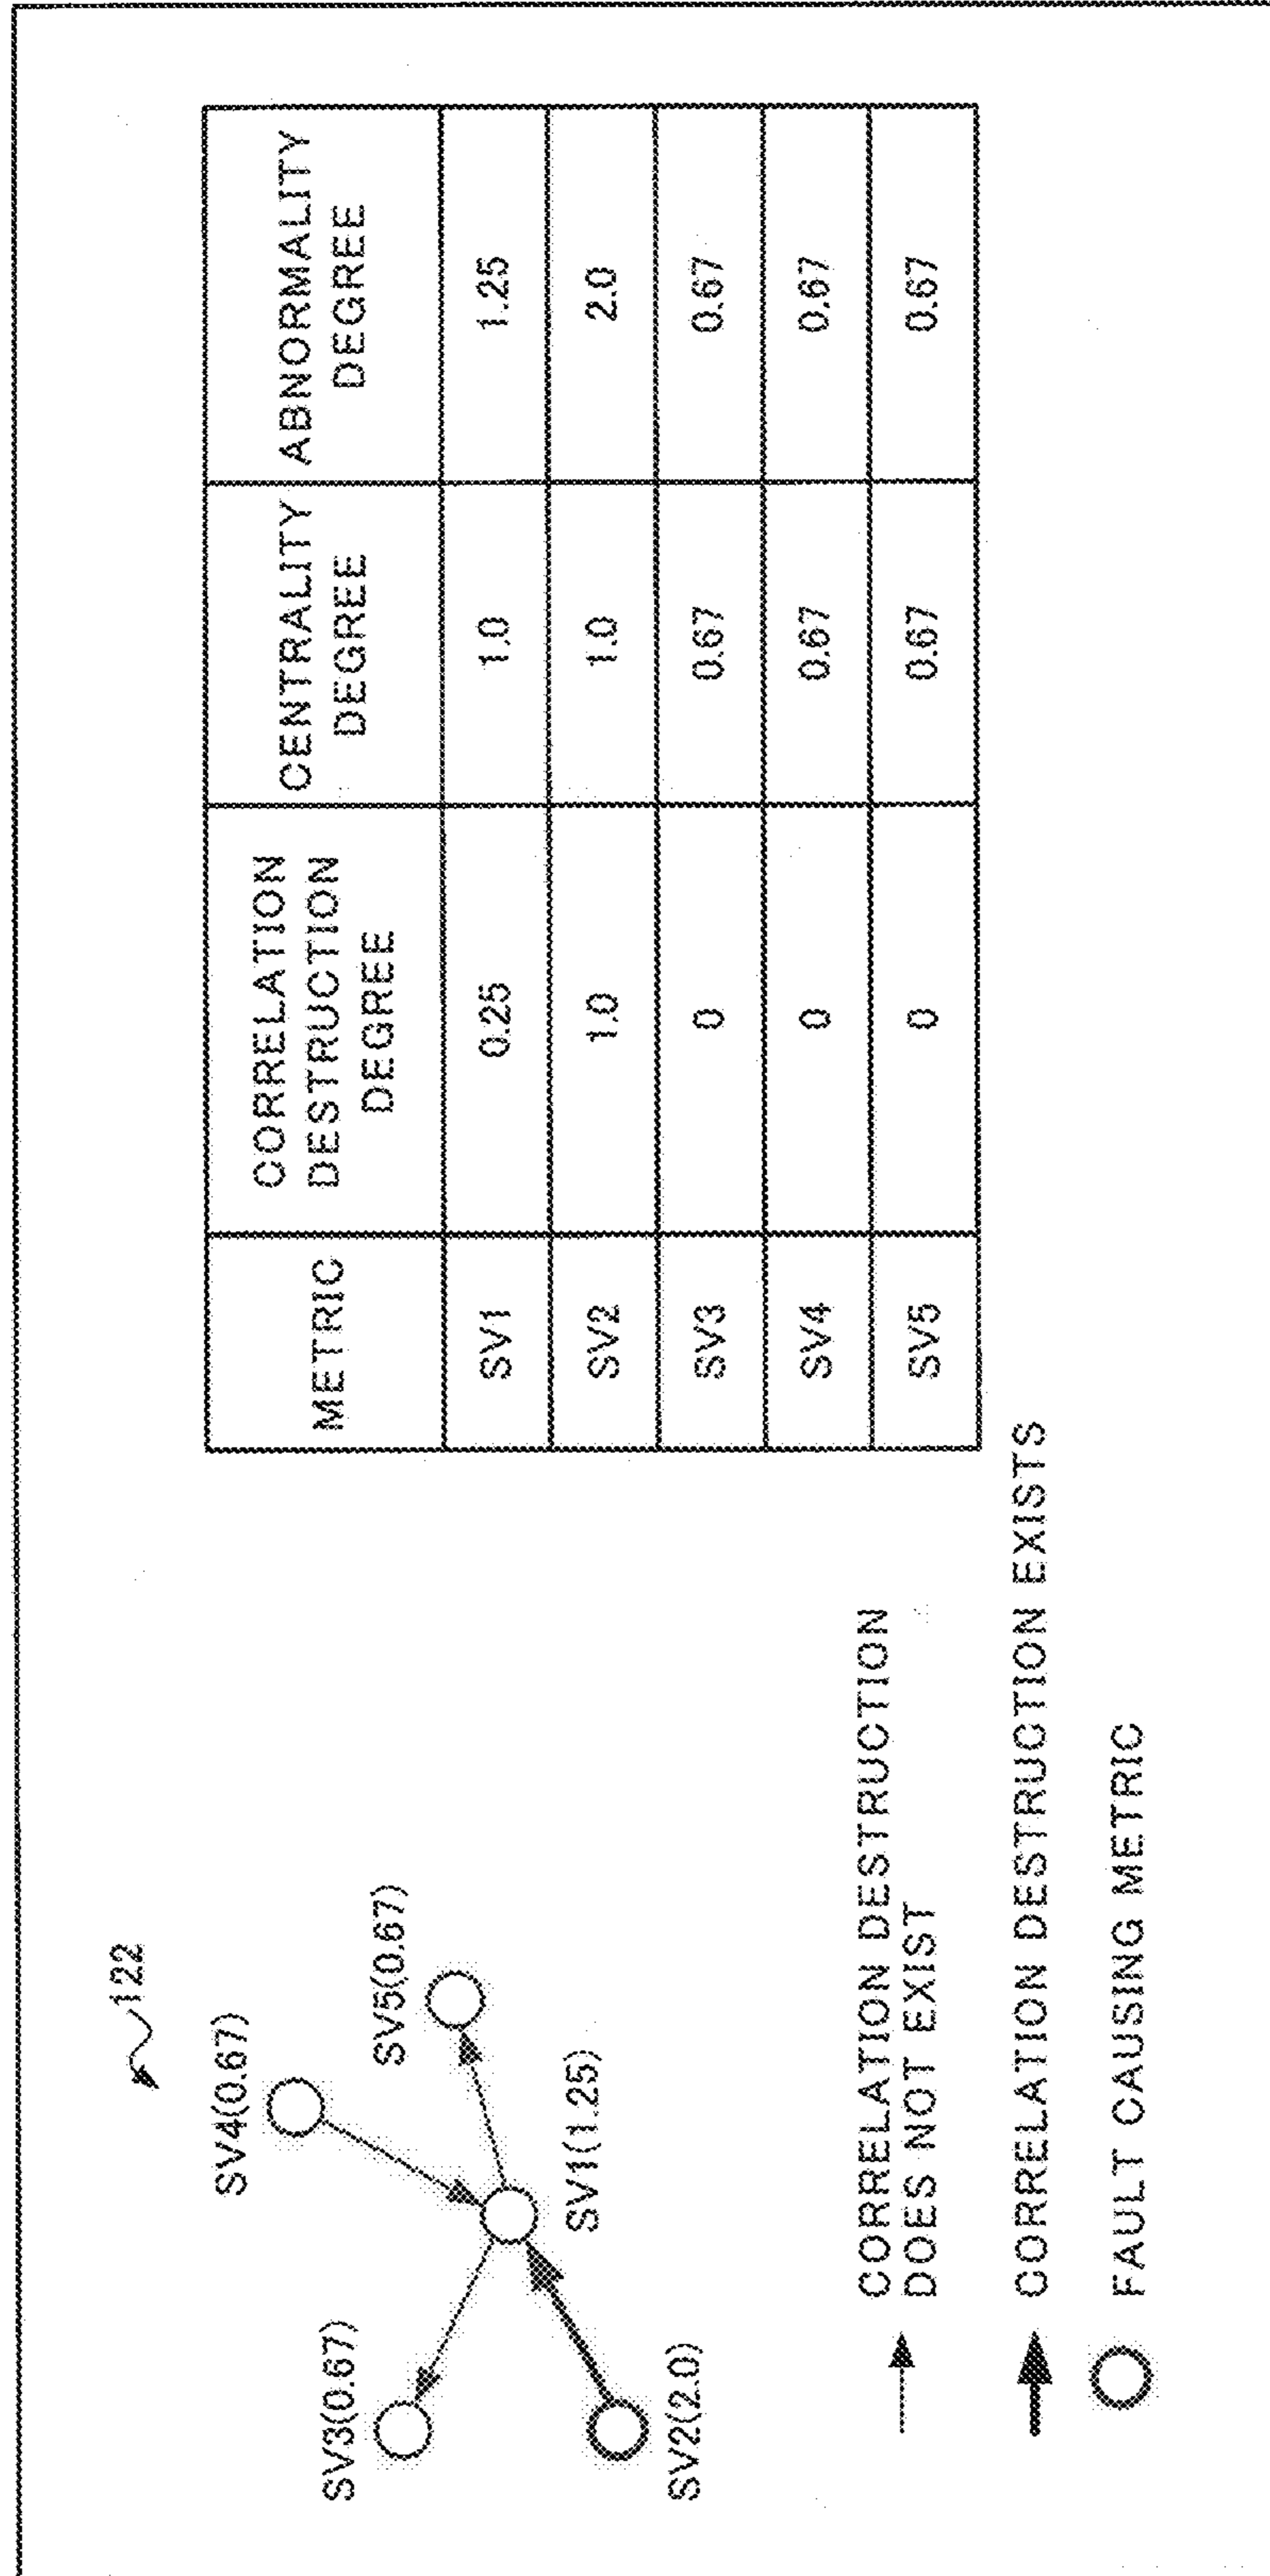 122
SV4(0.67)
SV5(0.67)
SV3(0.67)
SV1(1.25)
SV2(2.0)
CORRELATION DESTRUCTION
DOES NOT EXIST
CORRELATION DESTRUCTION EXISTS
FAULT CAUSING METRIC
METRIC
CORRELATION
DESTRUCTION
DEGREE
CENTRALITY
DEGREE
ABNORMALITY
DEGREE
SV1 0.25 1.0 1.25
SV2 1.0 1.0 2.0
SV3 0 0.67 0.67
SV4 0 0.67 0.67
SV5 0 0.67 0.67